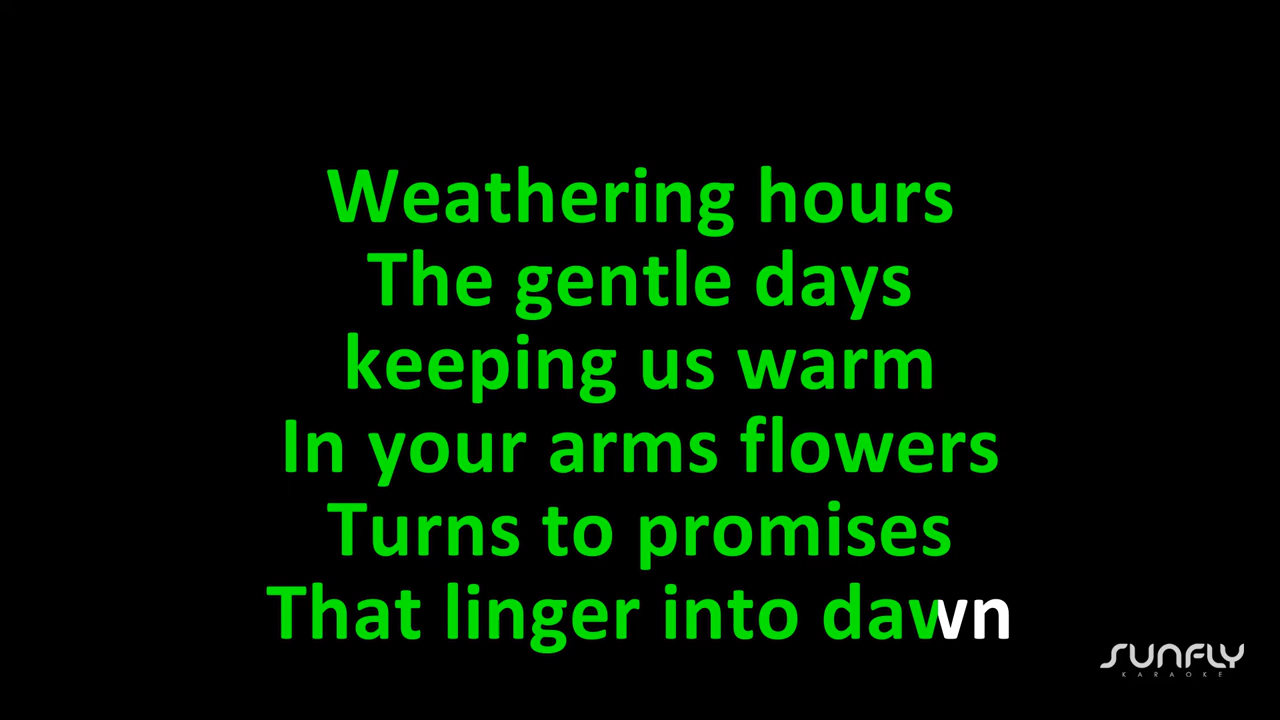 Weathering hours
The gentle days
keeping us warm
In your arms flowers
Turns to promises
That linger into dawn
SUNFLY
KARAOKE